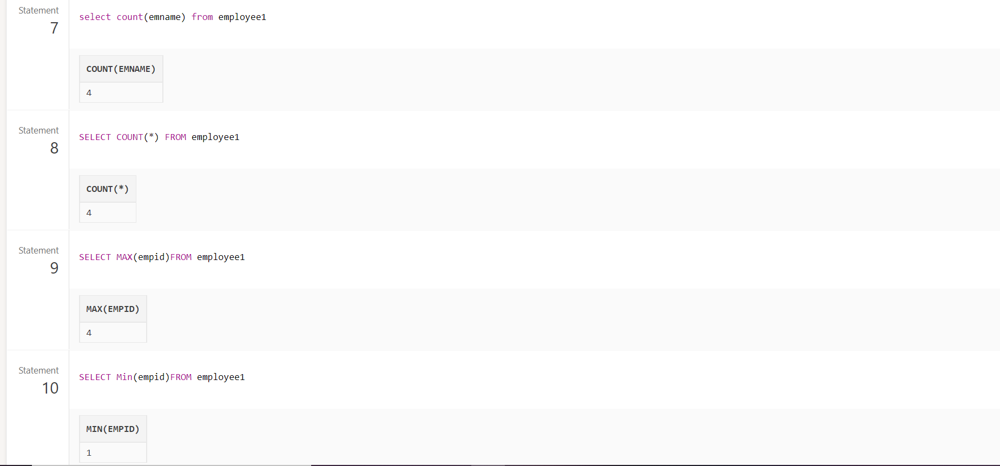 Statement
7
select count(emname) from employee1
COUNT(EMNAME)
4
Statement
8
SELECT COUNT(*) FROM employee1
COUNT(*)
4
Statement
9
SELECT MAX(empid)FROM employee1
MAX(EMPID)
4
Statement
10
SELECT Min(empid)FROM employee1
MIN(EMPID)
1